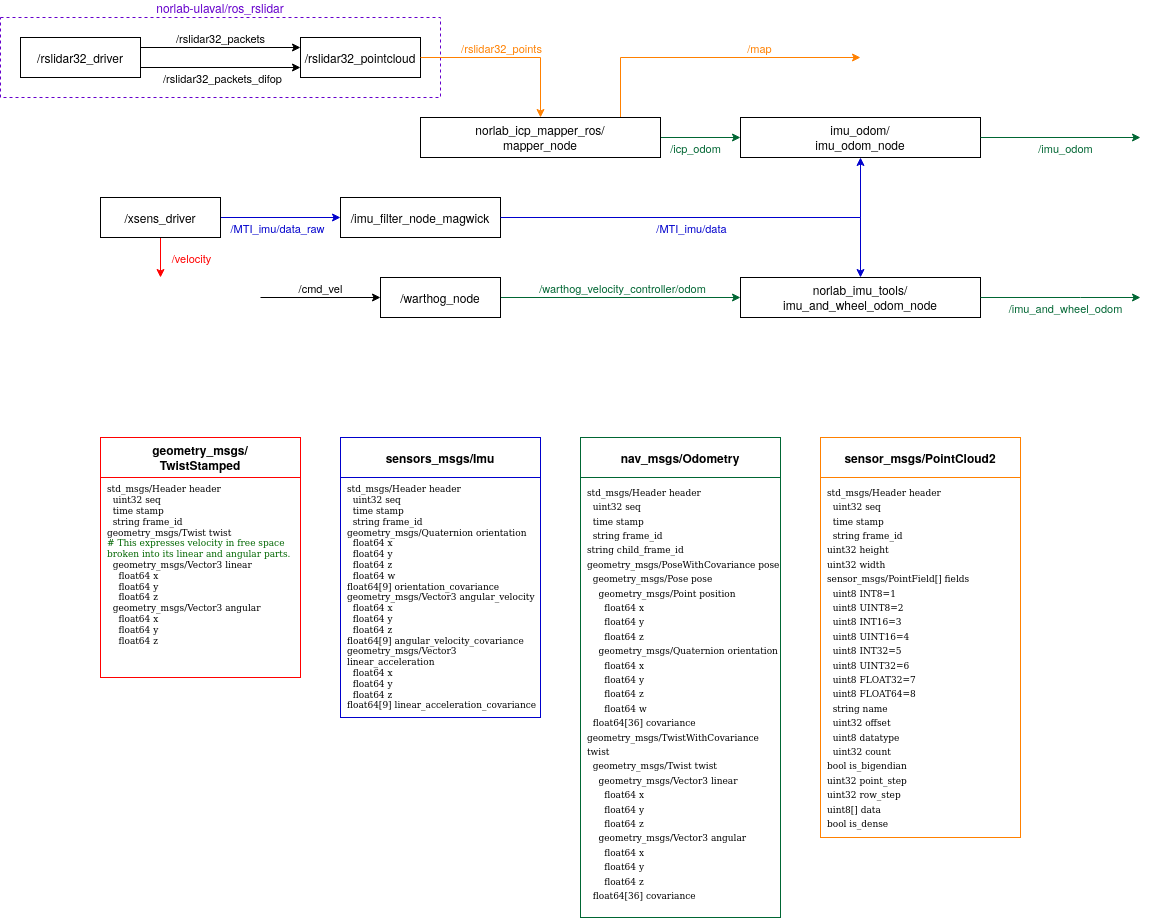 norlab-ulaval/ros_rslidar
/rslidar32_driver
/rslidar32_packets
/rslidar32_packets_difop
/rslidar32_pointcloud
/rslidar32_points
/map
norlab_icp_mapper_ros/
mapper_node
/icp_odom
imu_odom/
imu_odom_node
/imu_odom
/xsens_driver
/MTI_imu/data_raw
/imu_filter_node_magwick
/MTI_imu/data
/velocity
/cmd_vel
/warthog_node
/warthog_velocity_controller/odom
norlab_imu_tools/
imu_and_wheel_odom_node
/imu_and_wheel_odom
geometry_msgs/
TwistStamped
std_msgs/Header header
uint32 seq
time stamp
string frame_id
geometry_msgs/Twist twist
# This expresses velocity in free space
broken into its linear and angular parts.
geometry_msgs/Vector3 linear
float64 x
float64 y
float64 z
geometry_msgs/Vector3 angular
float64 x
float64 y
float64 z
sensors_msgs/Imu
std_msgs/Header header
uint32 seq
time stamp
string frame_id
geometry_msgs/Quaternion orientation
float64 x
float64 y
float64 z
float64 w
float64[9] orientation_covariance
geometry_msgs/Vector3 angular_velocity
float64 x
float64 y
float64 z
float64[9] angular_velocity_covariance
geometry_msgs/Vector3
linear_acceleration
float64 x
float64 y
float64 z
float64[9] linear_acceleration_covariance
nav_msgs/Odometry
std_msgs/Header header
uint32 seq
time stamp
string frame_id
string child_frame_id
geometry_msgs/PoseWithCovariance pose
geometry_msgs/Pose pose
geometry_msgs/Point position
float64 x
float64 y
float64 z
geometry_msgs/Quaternion orientation
float64 x
float64 y
float64 z
float64 w
float64[36] covariance
geometry_msgs/TwistWithCovariance
twist
geometry_msgs/Twist twist
geometry_msgs/Vector3 linear
float64 x
float64 y
float64 z
geometry_msgs/Vector3 angular
float64 x
float64 y
float64 z
float64[36] covariance
sensor_msgs/PointCloud2
std_msgs/Header header
uint32 seq
time stamp
string frame_id
uint32 height
uint32 width
sensor_msgs/PointField[] fields
uint8 INT8=1
uint8 UINT8=2
uint8 INT16=3
uint8 UINT16=4
uint8 INT32=5
uint8 UINT32=6
uint8 FLOAT32=7
uint8 FLOAT64=8
string name
uint32 offset
uint8 datatype
uint32 count
bool is_bigendian
uint32 point_step
uint32 row_step
uint8[] data
bool is_dense